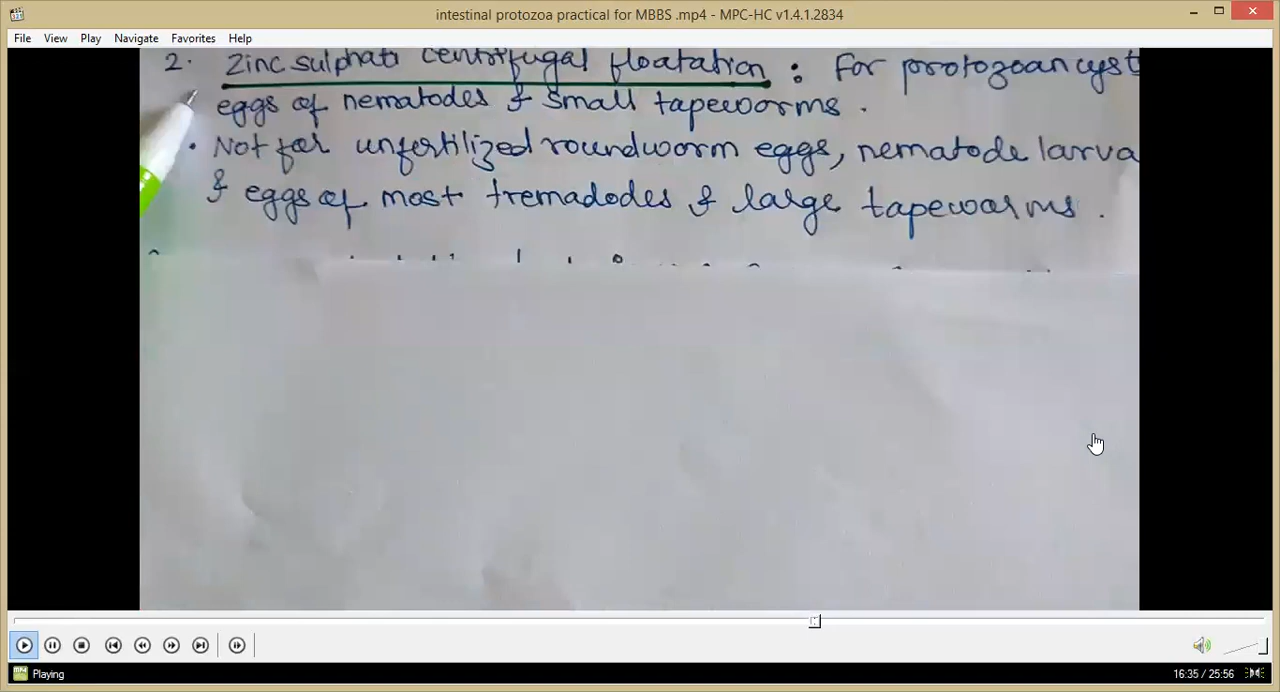 intestinal protozoa practical for MBBS .mp4 - MPC-HC v1.4.1.2834
File View Play Navigate Favorites Help
2. Zinc sulphate centrifugal floatation : For protozoan cyst
eggs of nematodes & small tapeworms .
• Not for unfertilized roundworm eggs, nematode larva
& eggs of most tremadodes & large tapeworms .
Playing 16:35 / 25:56